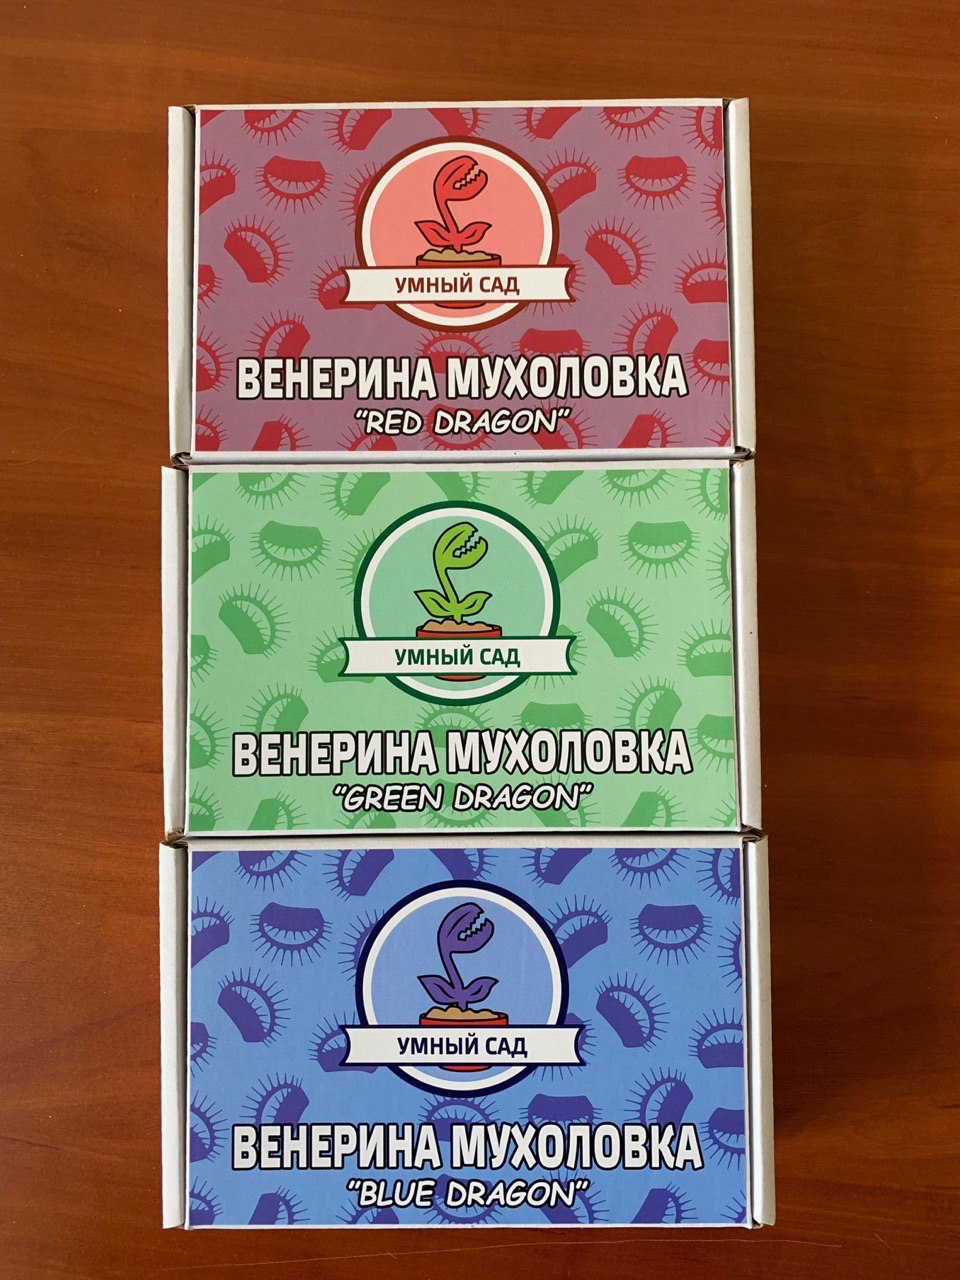 УМНЫЙ САД
ВЕНЕРИНА МУХОЛОВКА
"RED DRAGON"
УМНЫЙ САД
ВЕНЕРИНА МУХОЛОВКА
"GREEN DRAGON"
УМНЫЙ САД
ВЕНЕРИНА МУХОЛОВКА
"BLUE DRAGON"